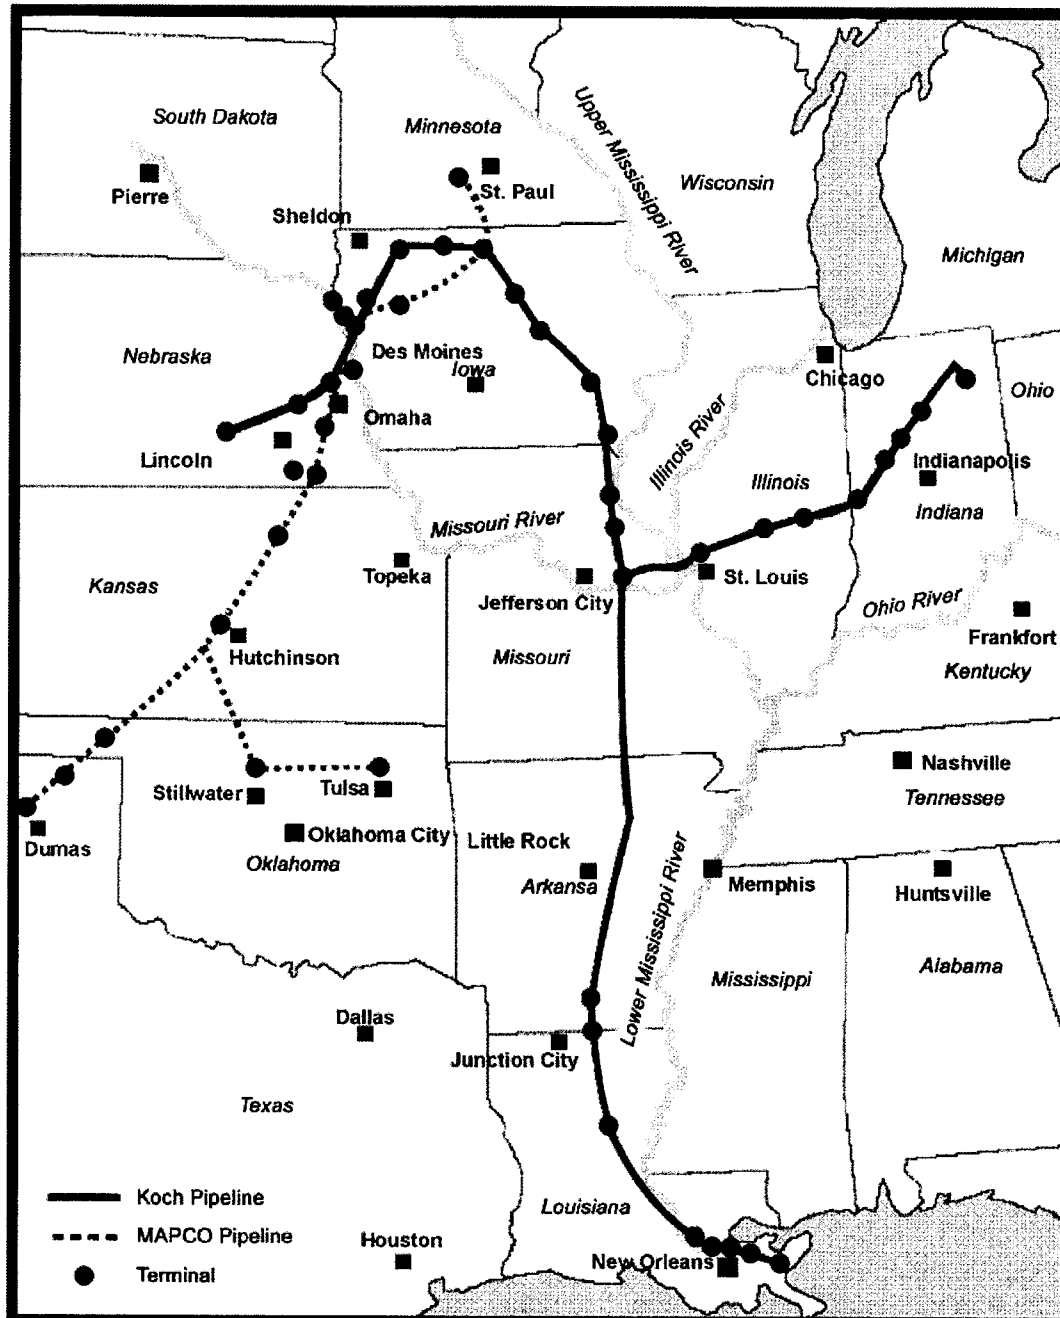 South Dakota
Minnesota
Upper Mississippi River
Pierre
St. Paul
Wisconsin
Sheldon
Michigan
Nebraska
Des Moines
Iowa
Chicago
Ohio
Omaha
Illinois River
Lincoln
Illinois
Indianapolis
Indiana
Missouri River
Kansas
Topeka
St. Louis
Jefferson City
Ohio River
Frankfort
Hutchinson
Missouri
Kentucky
Nashville
Stillwater
Tulsa
Tennessee
Dumas
Oklahoma City
Little Rock
Oklahoma
Arkansa
Memphis
Huntsville
Lower Mississippi River
Mississippi
Alabama
Dallas
Junction City
Texas
Koch Pipeline
Louisiana
MAPCO Pipeline
Houston
New Orleans
Terminal